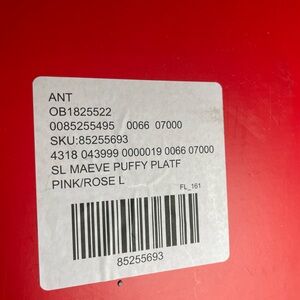 ANT
OB1825522
0085255495 0066 07000
SKU:85255693
4318 043999 0000019 0066 07000
SL MAEVE PUFFY PLATF
PINK/ROSE L
FL_161
85255693